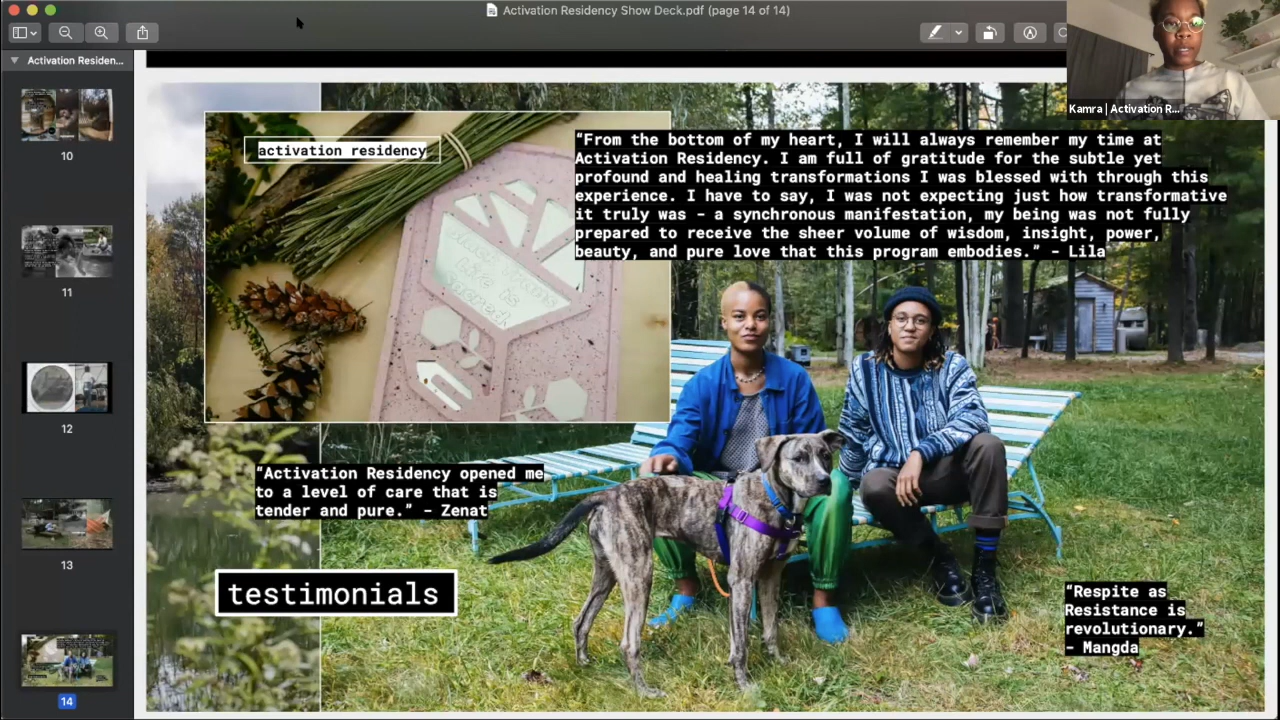 Activation Residency Show Deck.pdf (page 14 of 14)
Activation Residen...
10
11
12
13
14
Kamra | Activation R...
activation residency
“From the bottom of my heart, I will always remember my time at
Activation Residency. I am full of gratitude for the subtle yet
profound and healing transformations I was blessed with through this
experience. I have to say, I was not expecting just how transformative
it truly was – a synchronous manifestation, my being was not fully
prepared to receive the sheer volume of wisdom, insight, power,
beauty, and pure love that this program embodies.” – Lila
“Activation Residency opened me
to a level of care that is
tender and pure.” – Zenat
testimonials
“Respite as
Resistance is
revolutionary.”
– Mangda